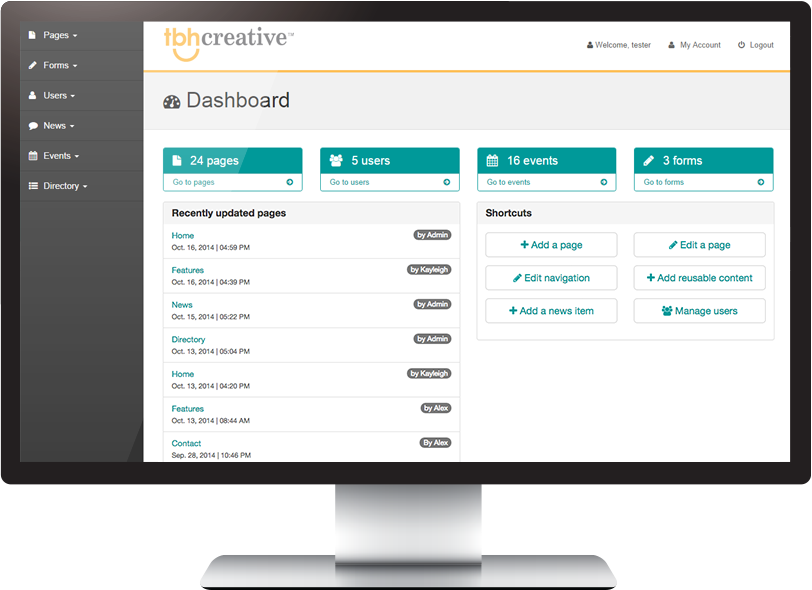 Pages
Forms
Users
News
Events
Directory
tbhcreative™
Welcome, tester
My Account
Logout
Dashboard
24 pages
Go to pages
5 users
Go to users
16 events
Go to events
3 forms
Go to forms
Recently updated pages
Home by Admin
Oct. 16, 2014 | 04:59 PM
Features by Kayleigh
Oct. 16, 2014 | 04:39 PM
News by Admin
Oct. 15, 2014 | 05:22 PM
Directory by Admin
Oct. 13, 2014 | 05:04 PM
Home by Kayleigh
Oct. 13, 2014 | 04:20 PM
Features by Alex
Oct. 13, 2014 | 08:44 AM
Contact By Alex
Sep. 28, 2014 | 10:46 PM
Shortcuts
Add a page
Edit a page
Edit navigation
Add reusable content
Add a news item
Manage users